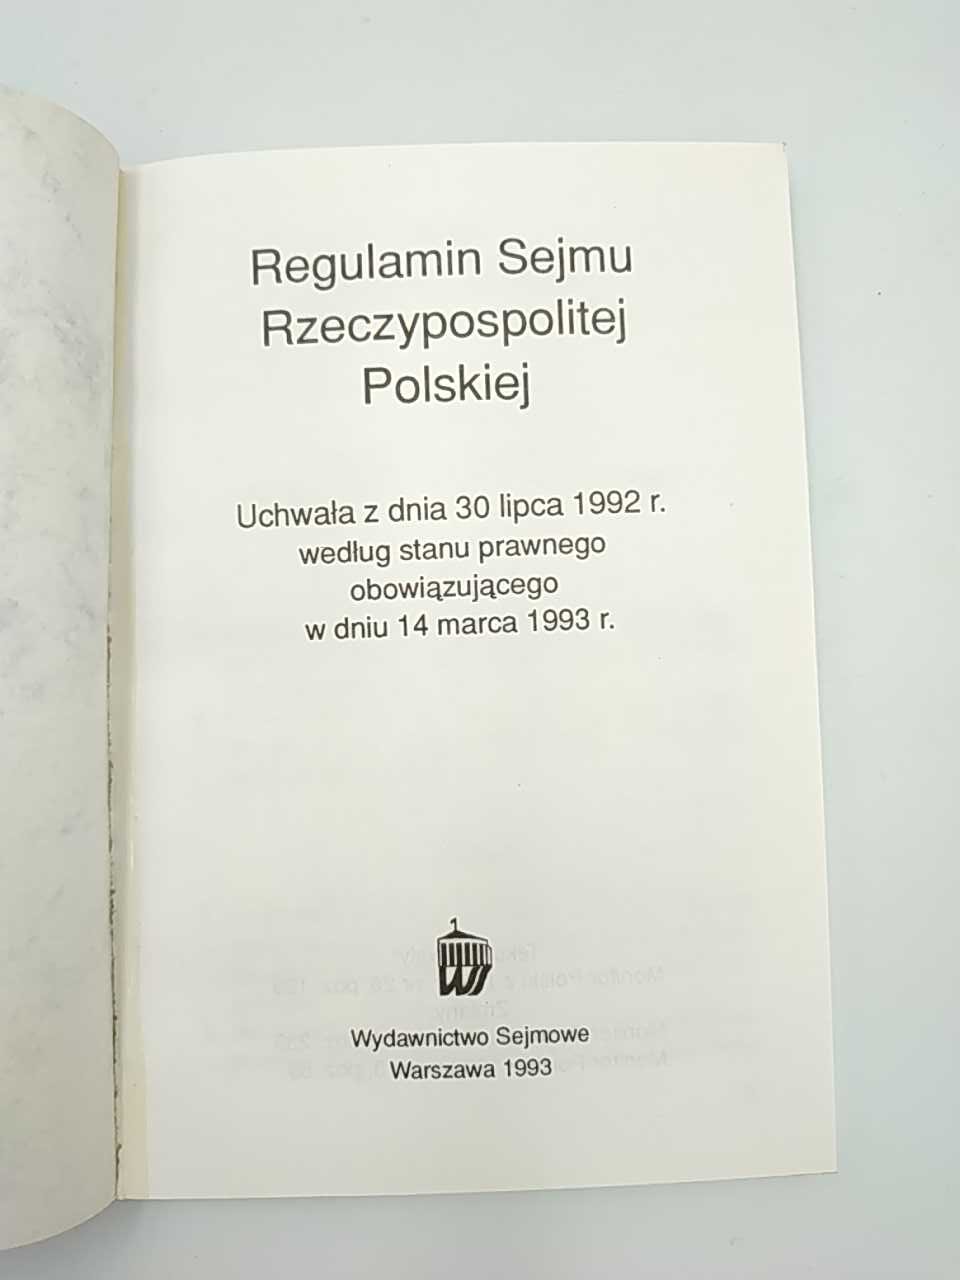 Regulamin Sejmu
Rzeczypospolitej
Polskiej
Uchwała z dnia 30 lipca 1992 r.
według stanu prawnego
obowiązującego
w dniu 14 marca 1993 r.
WS
Wydawnictwo Sejmowe
Warszawa 1993